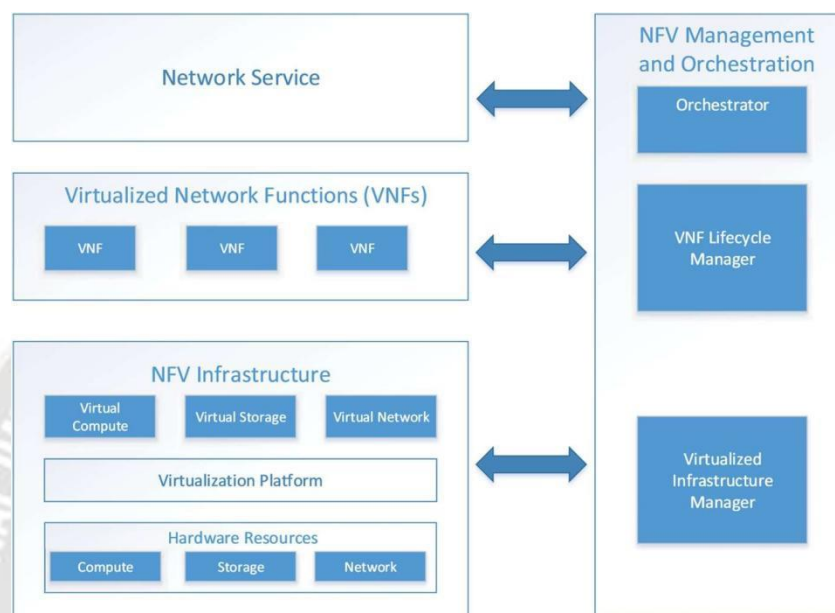 Network Service
Virtualized Network Functions (VNFs)
VNF
VNF
VNF
NFV Infrastructure
Virtual
Compute
Virtual Storage
Virtual Network
Virtualization Platform
Hardware Resources
Compute
Storage
Network
NFV Management
and Orchestration
Orchestrator
VNF Lifecycle
Manager
Virtualized
Infrastructure
Manager